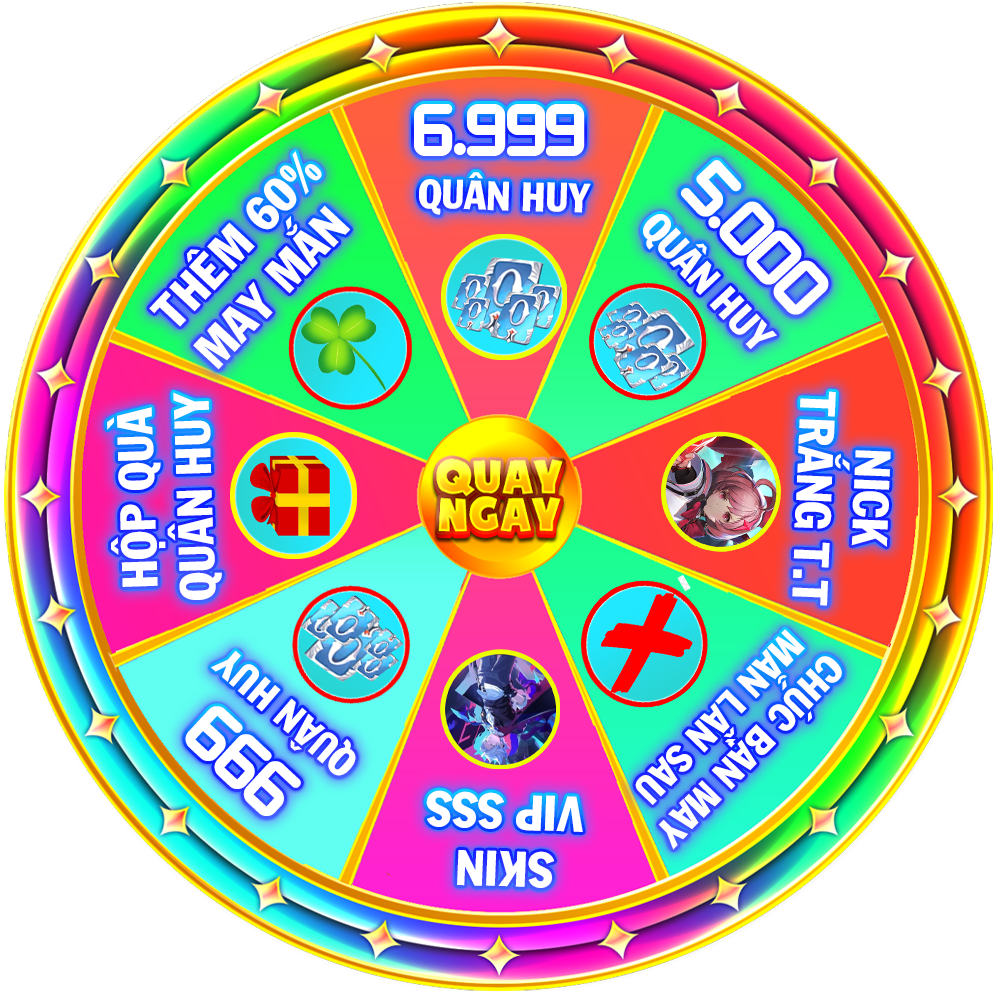 6.999
QUÂN HUY
5.000
QUÂN HUY
NICK
TRẮNG T.T
CHÚC BẠN MAY
MẮN LẦN SAU
SKIN
VIP SSS
999
QUÂN HUY
HỘP QUÀ
QUÂN HUY
THÊM 60%
MAY MẮN
QUAY
NGAY